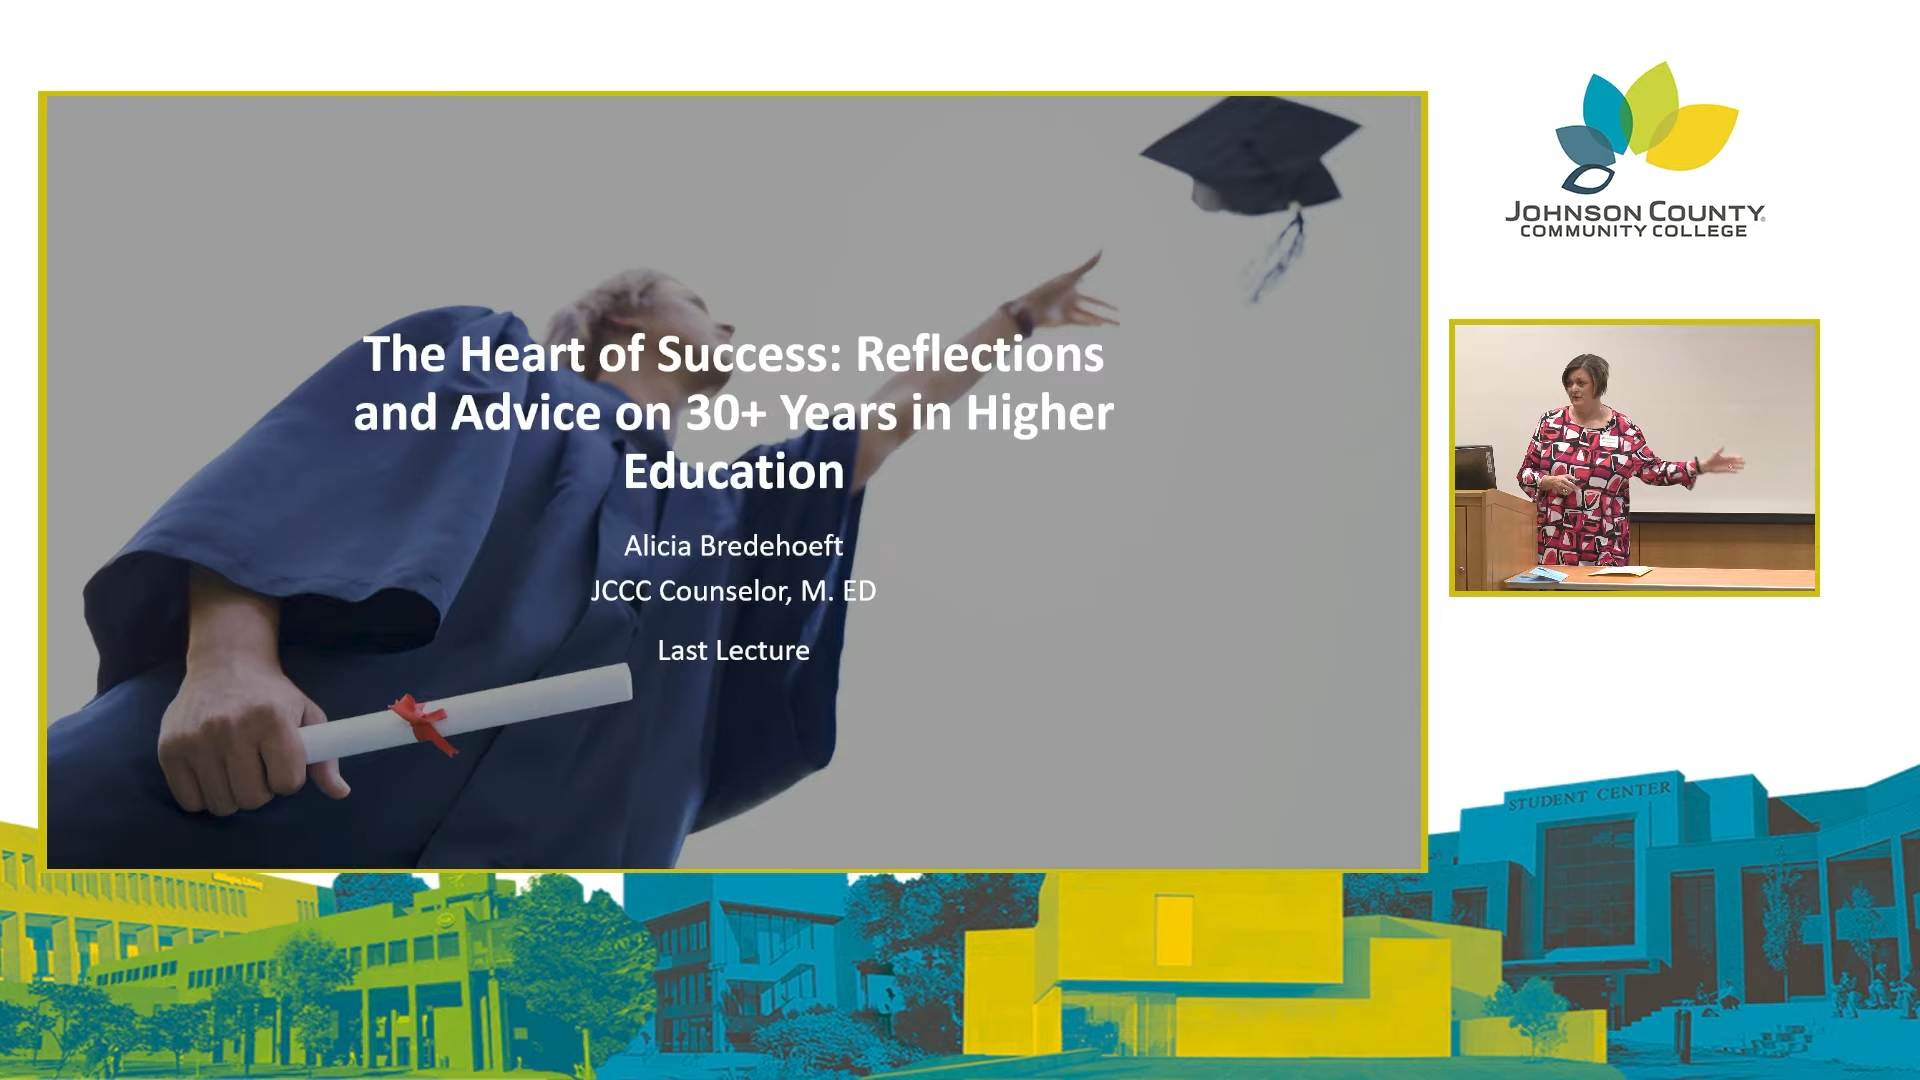 The Heart of Success: Reflections
and Advice on 30+ Years in Higher
Education
Alicia Bredehoeft
JCCC Counselor, M. ED
Last Lecture
JOHNSON COUNTY
COMMUNITY COLLEGE
STUDENT CENTER